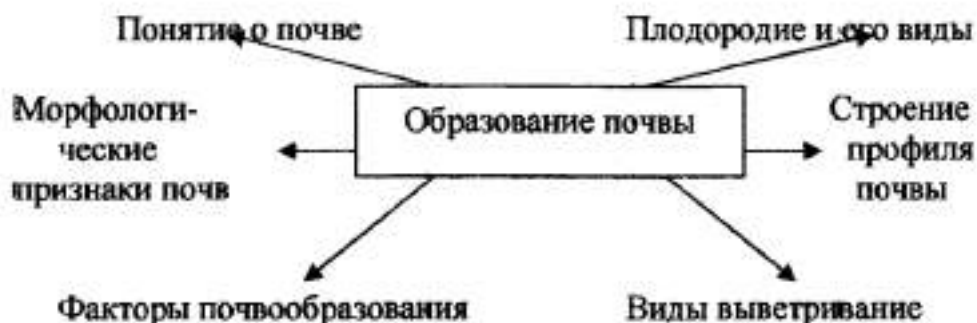 Понятие о почве
Плодородие и его виды
Морфологи-
ческие
признаки почв
Образование почвы
Строение
профиля
почвы
Факторы почвообразования
Виды выветривание